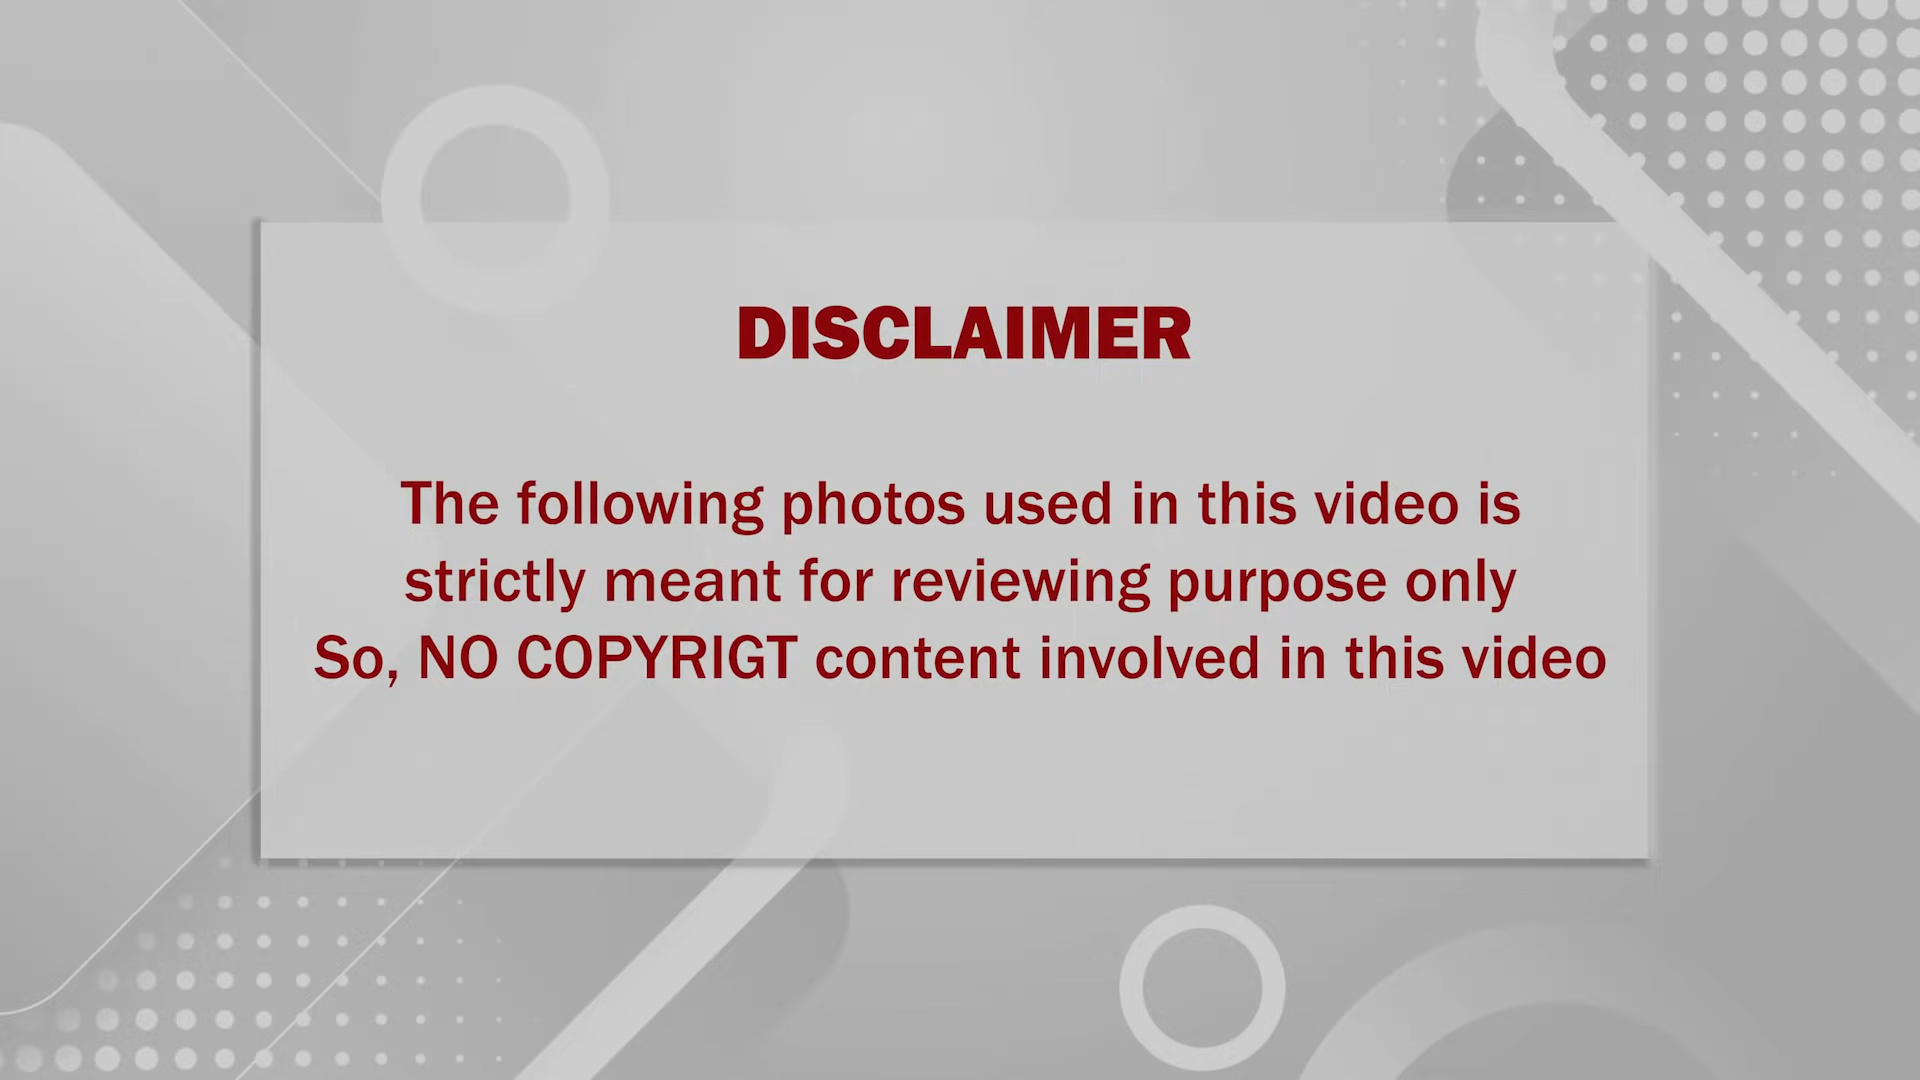 DISCLAIMER
The following photos used in this video is
strictly meant for reviewing purpose only
So, NO COPYRIGT content involved in this video